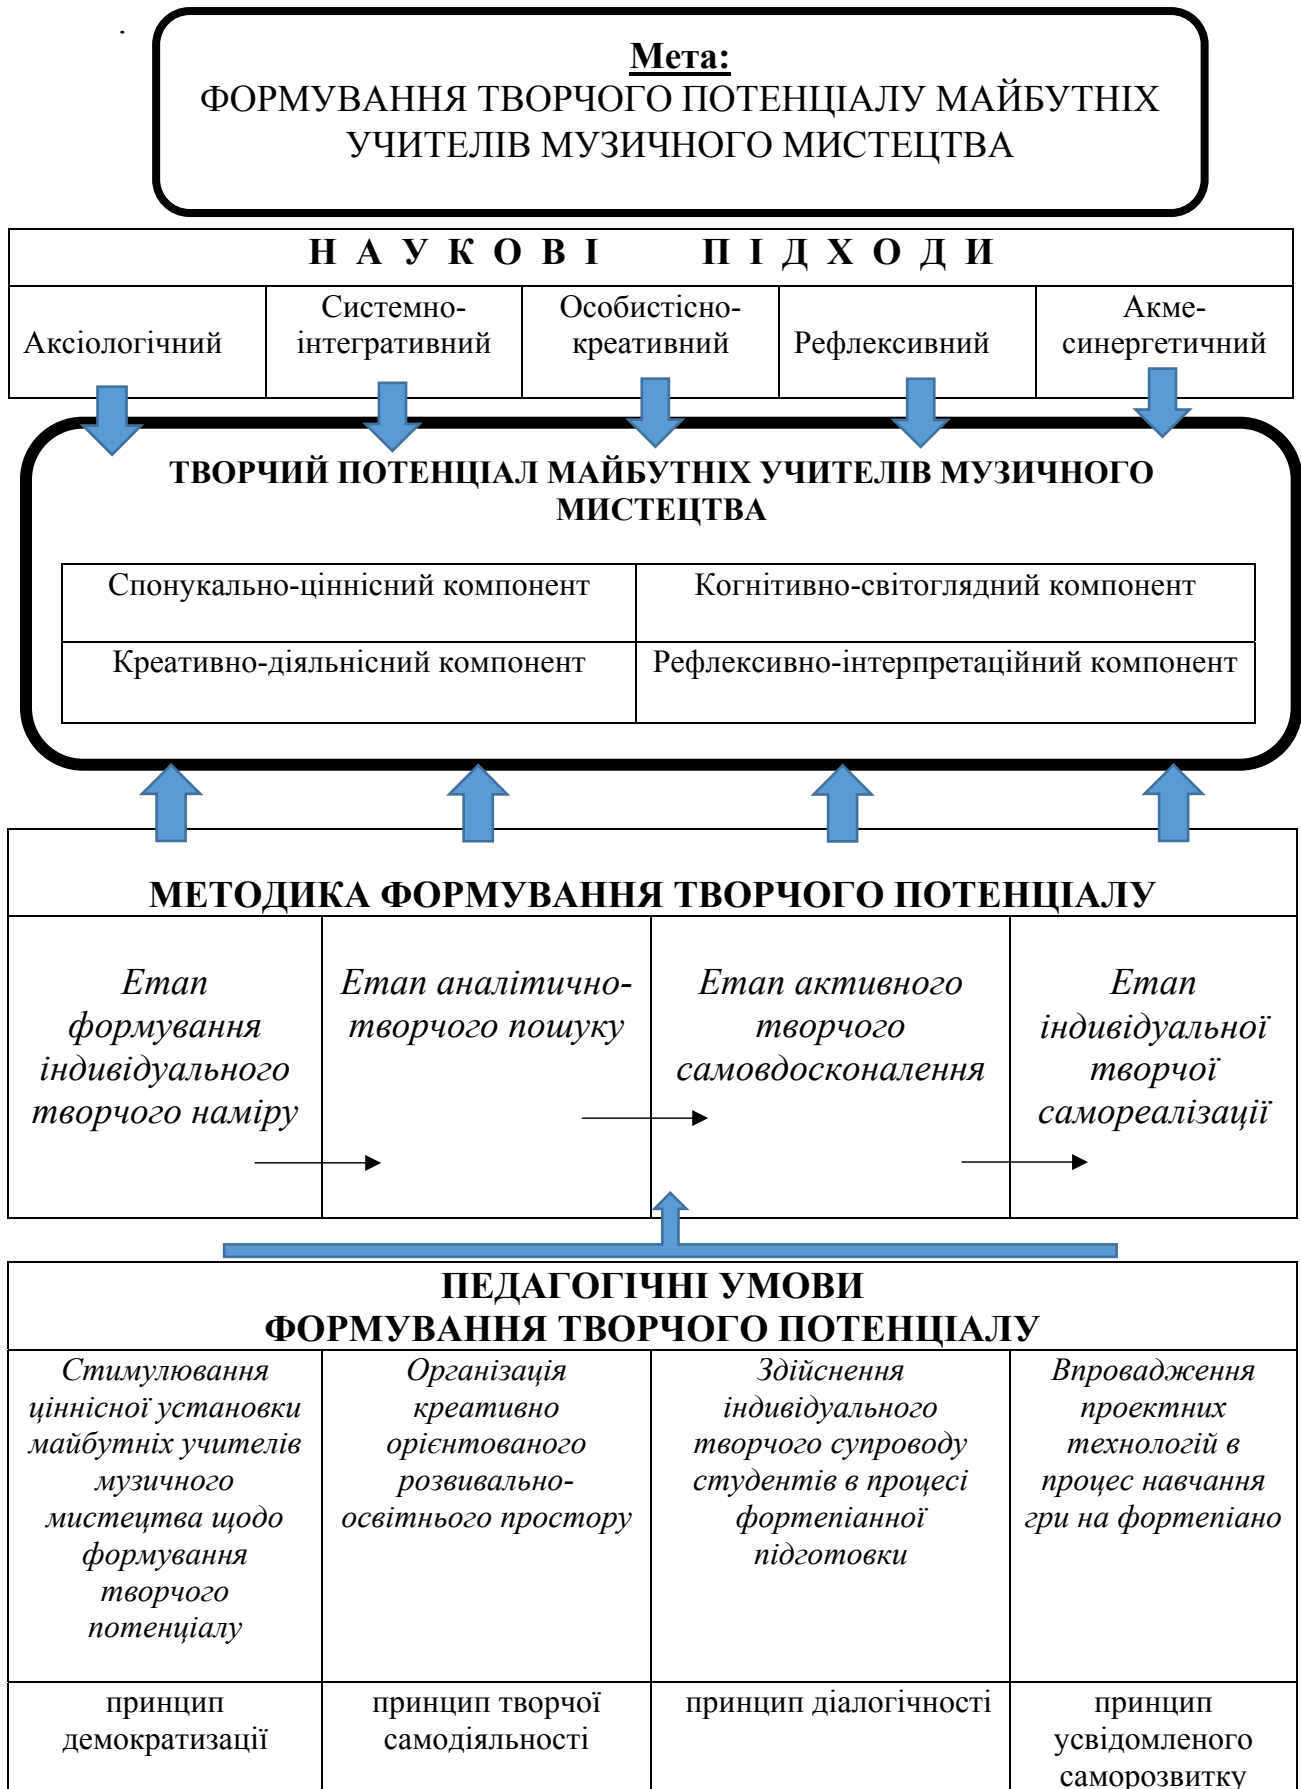 Мета:
ФОРМУВАННЯ ТВОРЧОГО ПОТЕНЦІАЛУ МАЙБУТНІХ
УЧИТЕЛІВ МУЗИЧНОГО МИСТЕЦТВА
Н А У К О В І П І Д Х О Д И
Аксіологічний
Системно-
інтегративний
Особистісно-
креативний
Рефлексивний
Акме-
синергетичний
ТВОРЧИЙ ПОТЕНЦІАЛ МАЙБУТНІХ УЧИТЕЛІВ МУЗИЧНОГО
МИСТЕЦТВА
Спонукально-ціннісний компонент
Когнітивно-світоглядний компонент
Креативно-діяльнісний компонент
Рефлексивно-інтерпретаційний компонент
МЕТОДИКА ФОРМУВАННЯ ТВОРЧОГО ПОТЕНЦІАЛУ
Етап
формування
індивідуального
творчого наміру
Етап аналітично-
творчого пошуку
Етап активного
творчого
самовдосконалення
Етап
індивідуальної
творчої
самореалізації
ПЕДАГОГІЧНІ УМОВИ
ФОРМУВАННЯ ТВОРЧОГО ПОТЕНЦІАЛУ
Стимулювання
ціннісної установки
майбутніх учителів
музичного
мистецтва щодо
формування
творчого
потенціалу
Організація
креативно
орієнтованого
розвивально-
освітнього простору
Здійснення
індивідуального
творчого супроводу
студентів в процесі
фортепіанної
підготовки
Впровадження
проектних
технологій в
процес навчання
гри на фортепіано
принцип
демократизації
принцип творчої
самодіяльності
принцип діалогічності
принцип
усвідомленого
саморозвитку